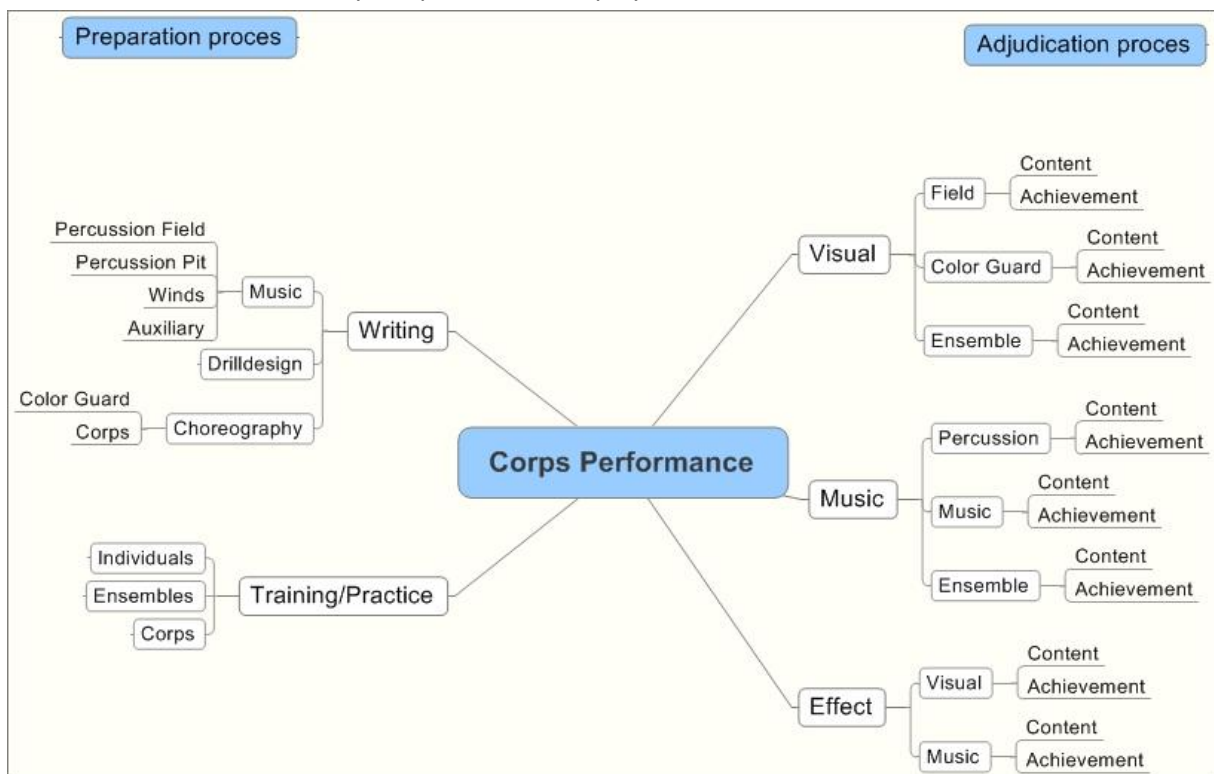 Preparation proces
Adjudication proces
Percussion Field
Percussion Pit
Winds
Auxiliary
Music
Drilldesign
Color Guard
Corps
Choreography
Writing
Individuals
Ensembles
Corps
Training/Practice
Corps Performance
Visual
Field
Content
Achievement
Color Guard
Content
Achievement
Ensemble
Content
Achievement
Music
Percussion
Content
Achievement
Music
Content
Achievement
Ensemble
Content
Achievement
Effect
Visual
Content
Achievement
Music
Content
Achievement